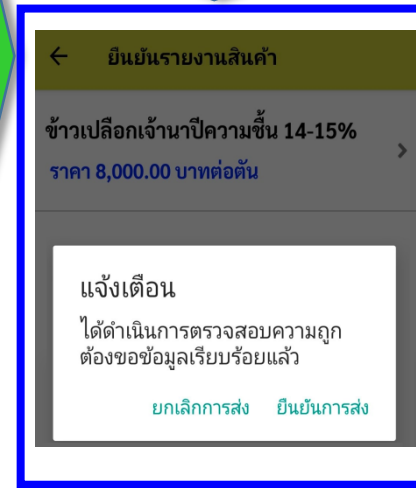 ← ยืนยันรายงานสินค้า
ข้าวเปลือกเจ้านาปีความชื้น 14-15%
ราคา 8,000.00 บาทต่อตัน
แจ้งเตือน
ได้ดำเนินการตรวจสอบความถูก
ต้องขอข้อมูลเรียบร้อยแล้ว
ยกเลิกการส่ง ยืนยันการส่ง